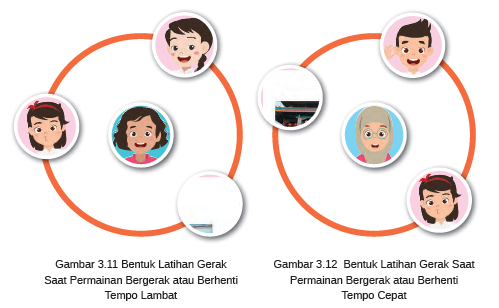 Gambar 3.11 Bentuk Latihan Gerak
Saat Permainan Bergerak atau Berhenti
Tempo Lambat
Gambar 3.12 Bentuk Latihan Gerak Saat
Permainan Bergerak atau Berhenti
Tempo Cepat